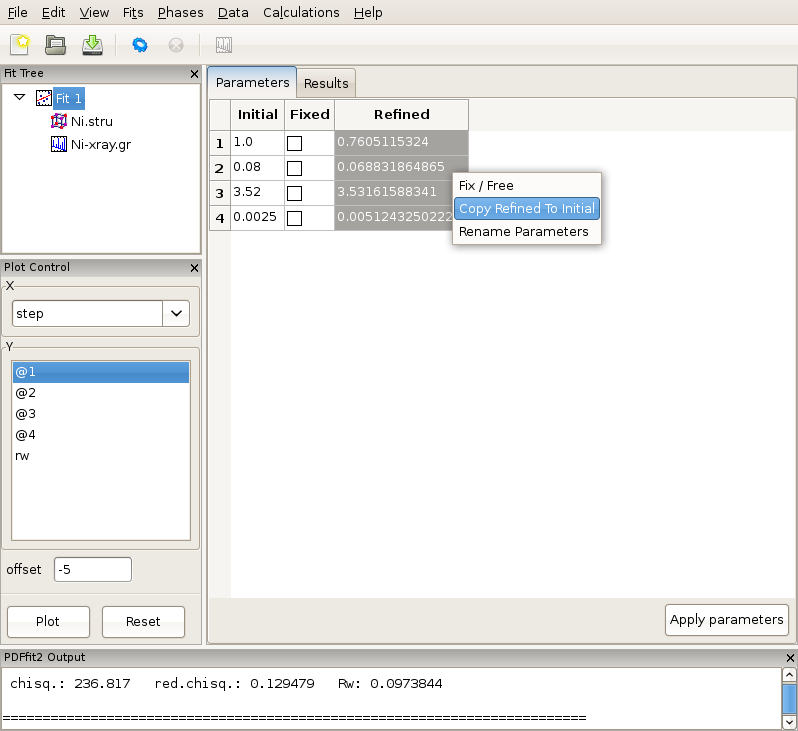 File Edit View Fits Phases Data Calculations Help
Fit Tree
Fit 1
Ni.stru
Ni-xray.gr
Plot Control
X
step
Y
@1
@2
@3
@4
rw
offset -5
Plot Reset
Parameters Results
Initial Fixed Refined
1 1.0 0.7605115324
2 0.08 0.068831864865
3 3.52 3.53161588341
4 0.0025 0.0051243250222
Fix / Free
Copy Refined To Initial
Rename Parameters
Apply parameters
PDFfit2 Output
chisq.: 236.817 red.chisq.: 0.129479 Rw: 0.0973844
=========================================================================